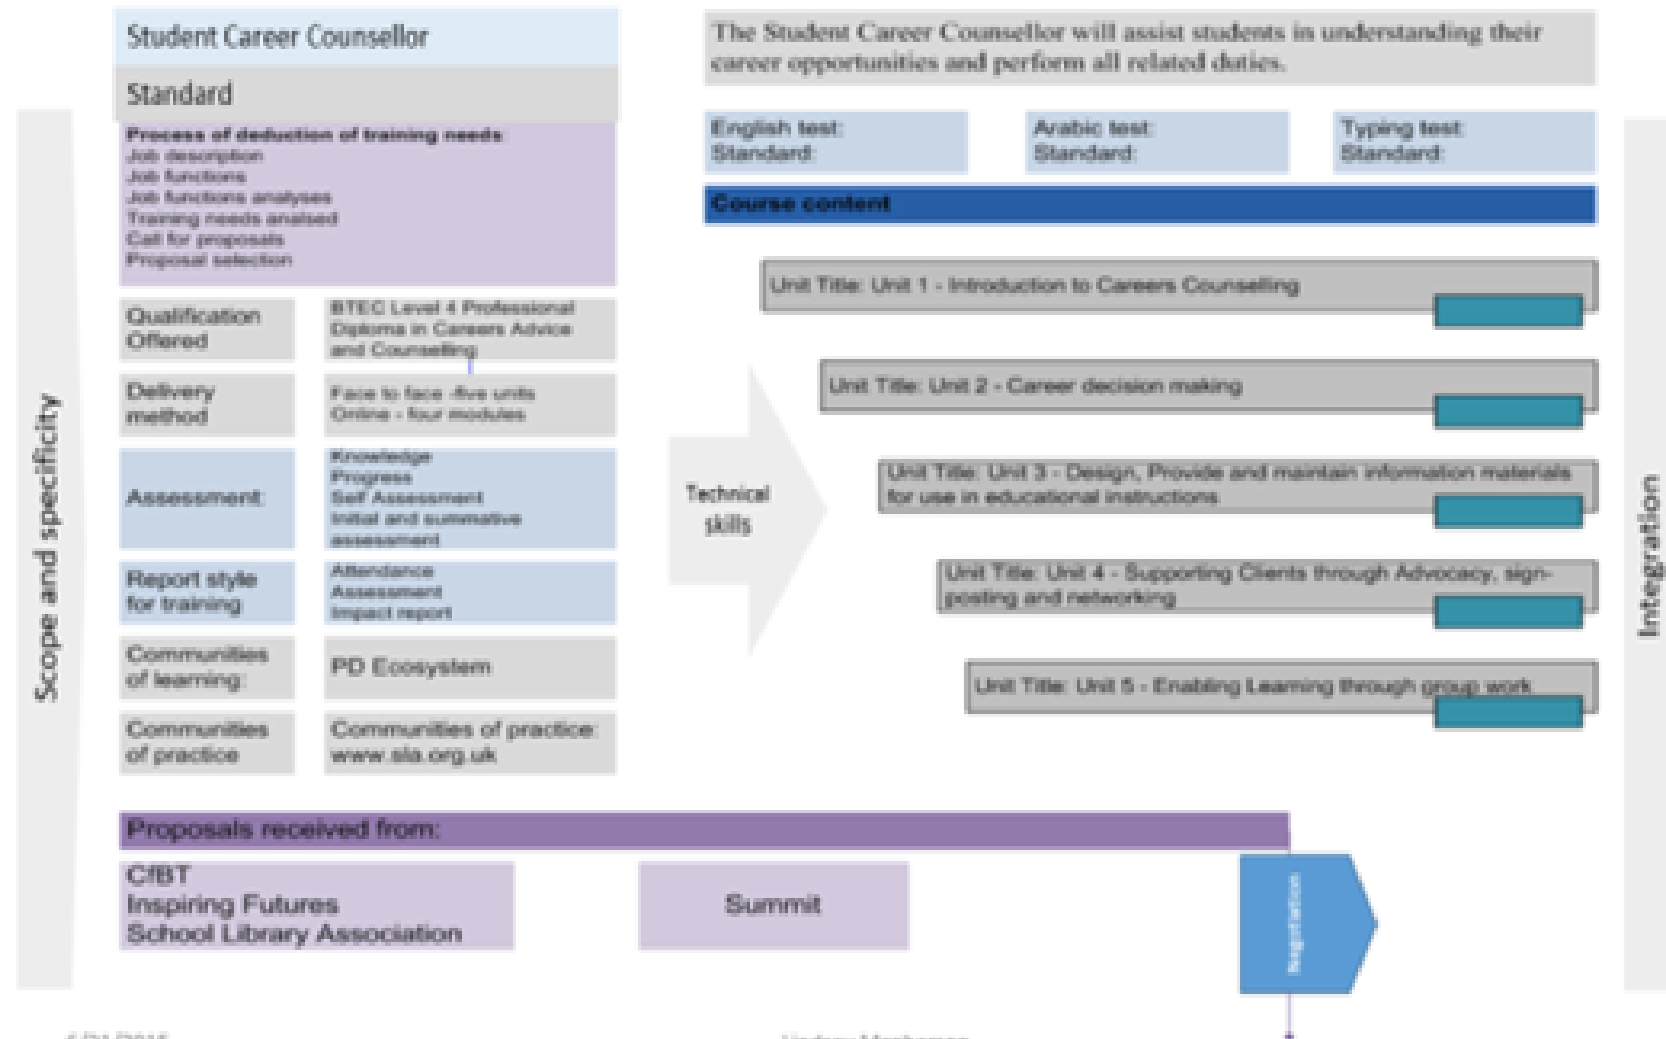 Student Career Counsellor
Standard
Process of deduction of training needs:
Job description
Job functions
Job functions analyses
Training needs analsed
Call for proposals
Proposal selection
Qualification
Offered
BTEC Level 4 Professional
Diploma in Careers Advice
and Counselling
Delivery
method
Face to face -five units
Online - four modules
Assessment:
Knowledge
Progress
Self Assessment
Initial and summative
assessment
Report style
for training
Attendance
Assessment
Impact report
Communities
of learning:
PD Ecosystem
Communities
of practice
Communities of practice:
www.sla.org.uk
Scope and specificity
The Student Career Counsellor will assist students in understanding their
career opportunities and perform all related duties.
English test:
Standard:
Arabic test:
Standard:
Typing test:
Standard:
Course content
Technical
skills
Unit Title: Unit 1 - Introduction to Careers Counselling
Unit Title: Unit 2 - Career decision making
Unit Title: Unit 3 - Design, Provide and maintain information materials
for use in educational instructions
Unit Title: Unit 4 - Supporting Clients through Advocacy, sign-
posting and networking
Unit Title: Unit 5 - Enabling Learning through group work
Integration
Proposals received from:
CfBT
Inspiring Futures
School Library Association
Summit
Negotiation